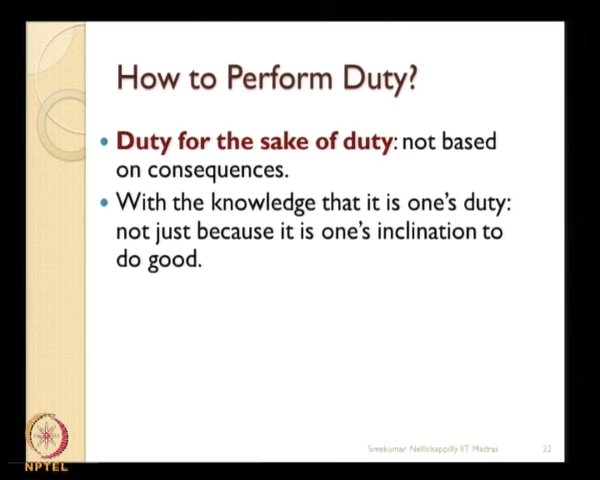 How to Perform Duty?
Duty for the sake of duty: not based
on consequences.
With the knowledge that it is one's duty:
not just because it is one's inclination to
do good.
Sreekumar Nellickappilly IIT Madras 22
NPTEL